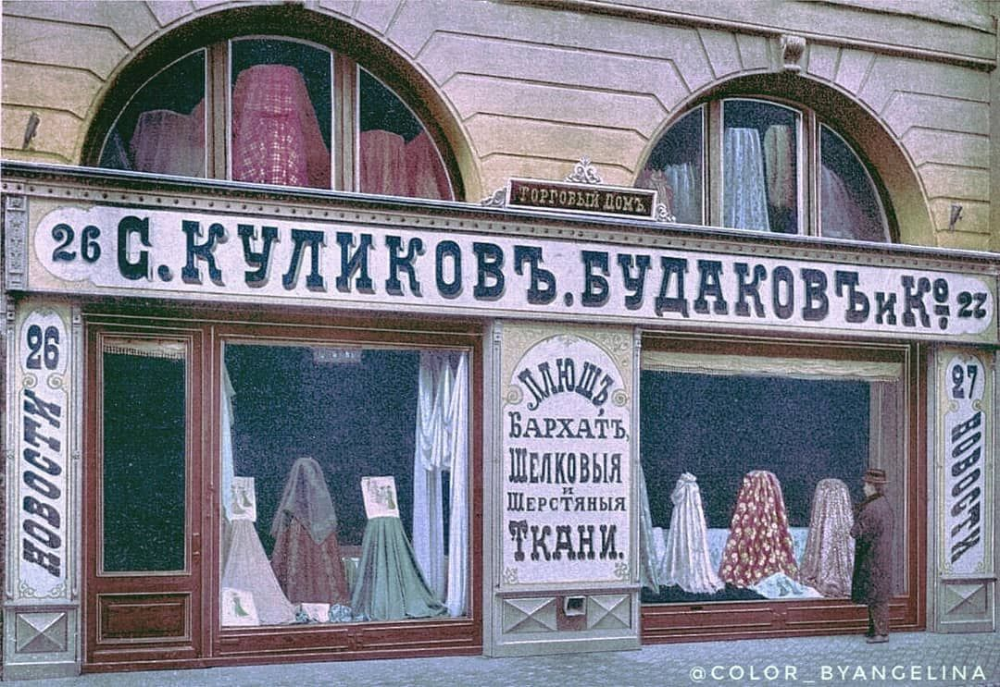 ТОРГОВЫЙ ДОМЪ.
26 С. КУЛИКОВЪ. БУДАКОВЪ и Ко 27
26
НОВОСТИ
ПЛЮШЪ,
БАРХАТЪ,
ШЕЛКОВЫЯ
и
ШЕРСТЯНЫЯ
ТКАНИ.
27
НОВОСТИ
@COLOR_BYANGELINA